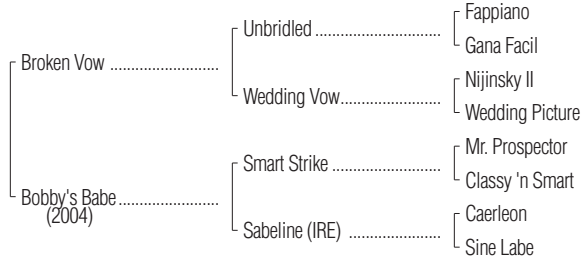 Fappiano
Unbridled ..............................
Gana Facil
Broken Vow ..........................
Nijinsky II
Wedding Vow.........................
Wedding Picture
Mr. Prospector
Smart Strike ..........................
Classy 'n Smart
Bobby's Babe ........................
(2004)
Caerleon
Sabeline (IRE) ......................
Sine Labe